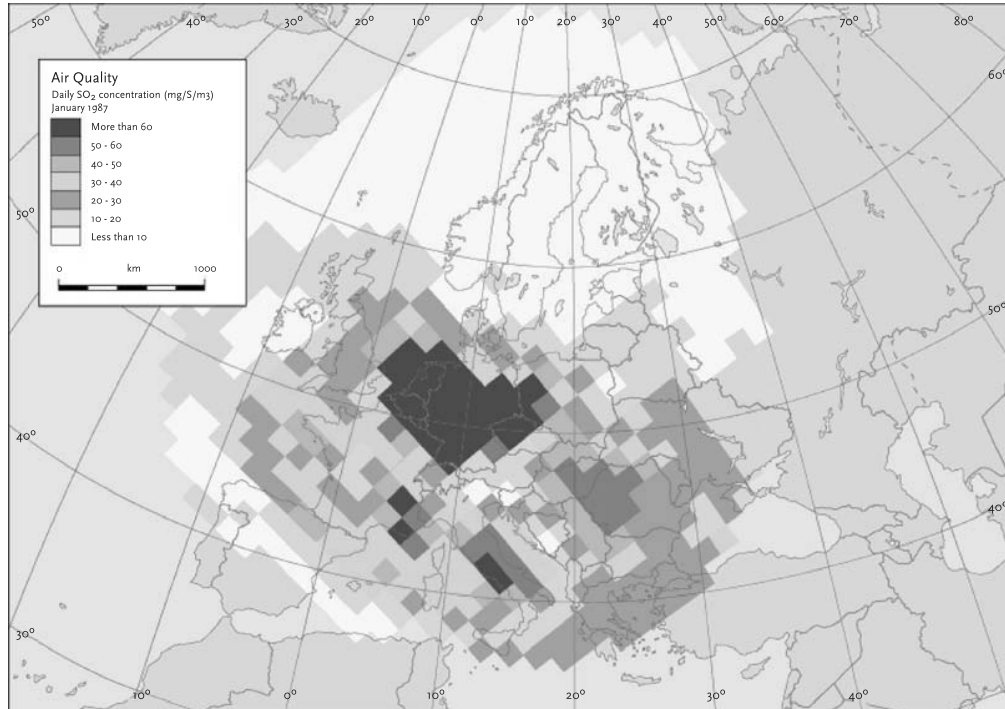 50° 40° 30° 20° 10° 0° 10° 20° 30° 40° 50° 60° 70° 80°
Air Quality
Daily SO₂ concentration (mg/S/m3)
January 1987
More than 60
50 - 60
40 - 50
30 - 40
20 - 30
10 - 20
Less than 10
0 km 1000
60°
50°
50°
40°
40°
30°
10° 0° 10° 20° 30° 40°